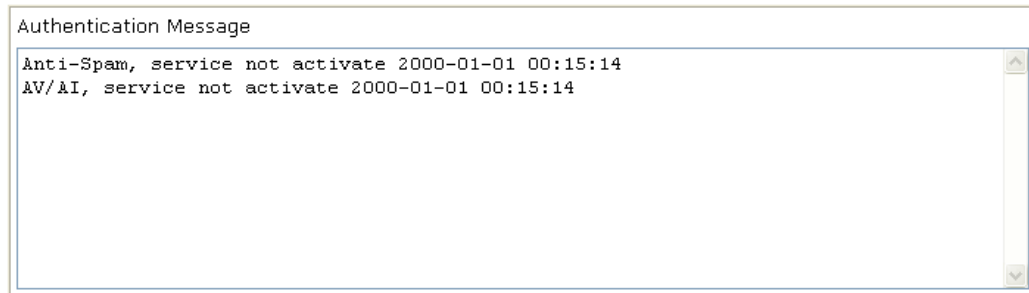 Authentication Message
Anti-Spam, service not activate 2000-01-01 00:15:14
AV/AI, service not activate 2000-01-01 00:15:14